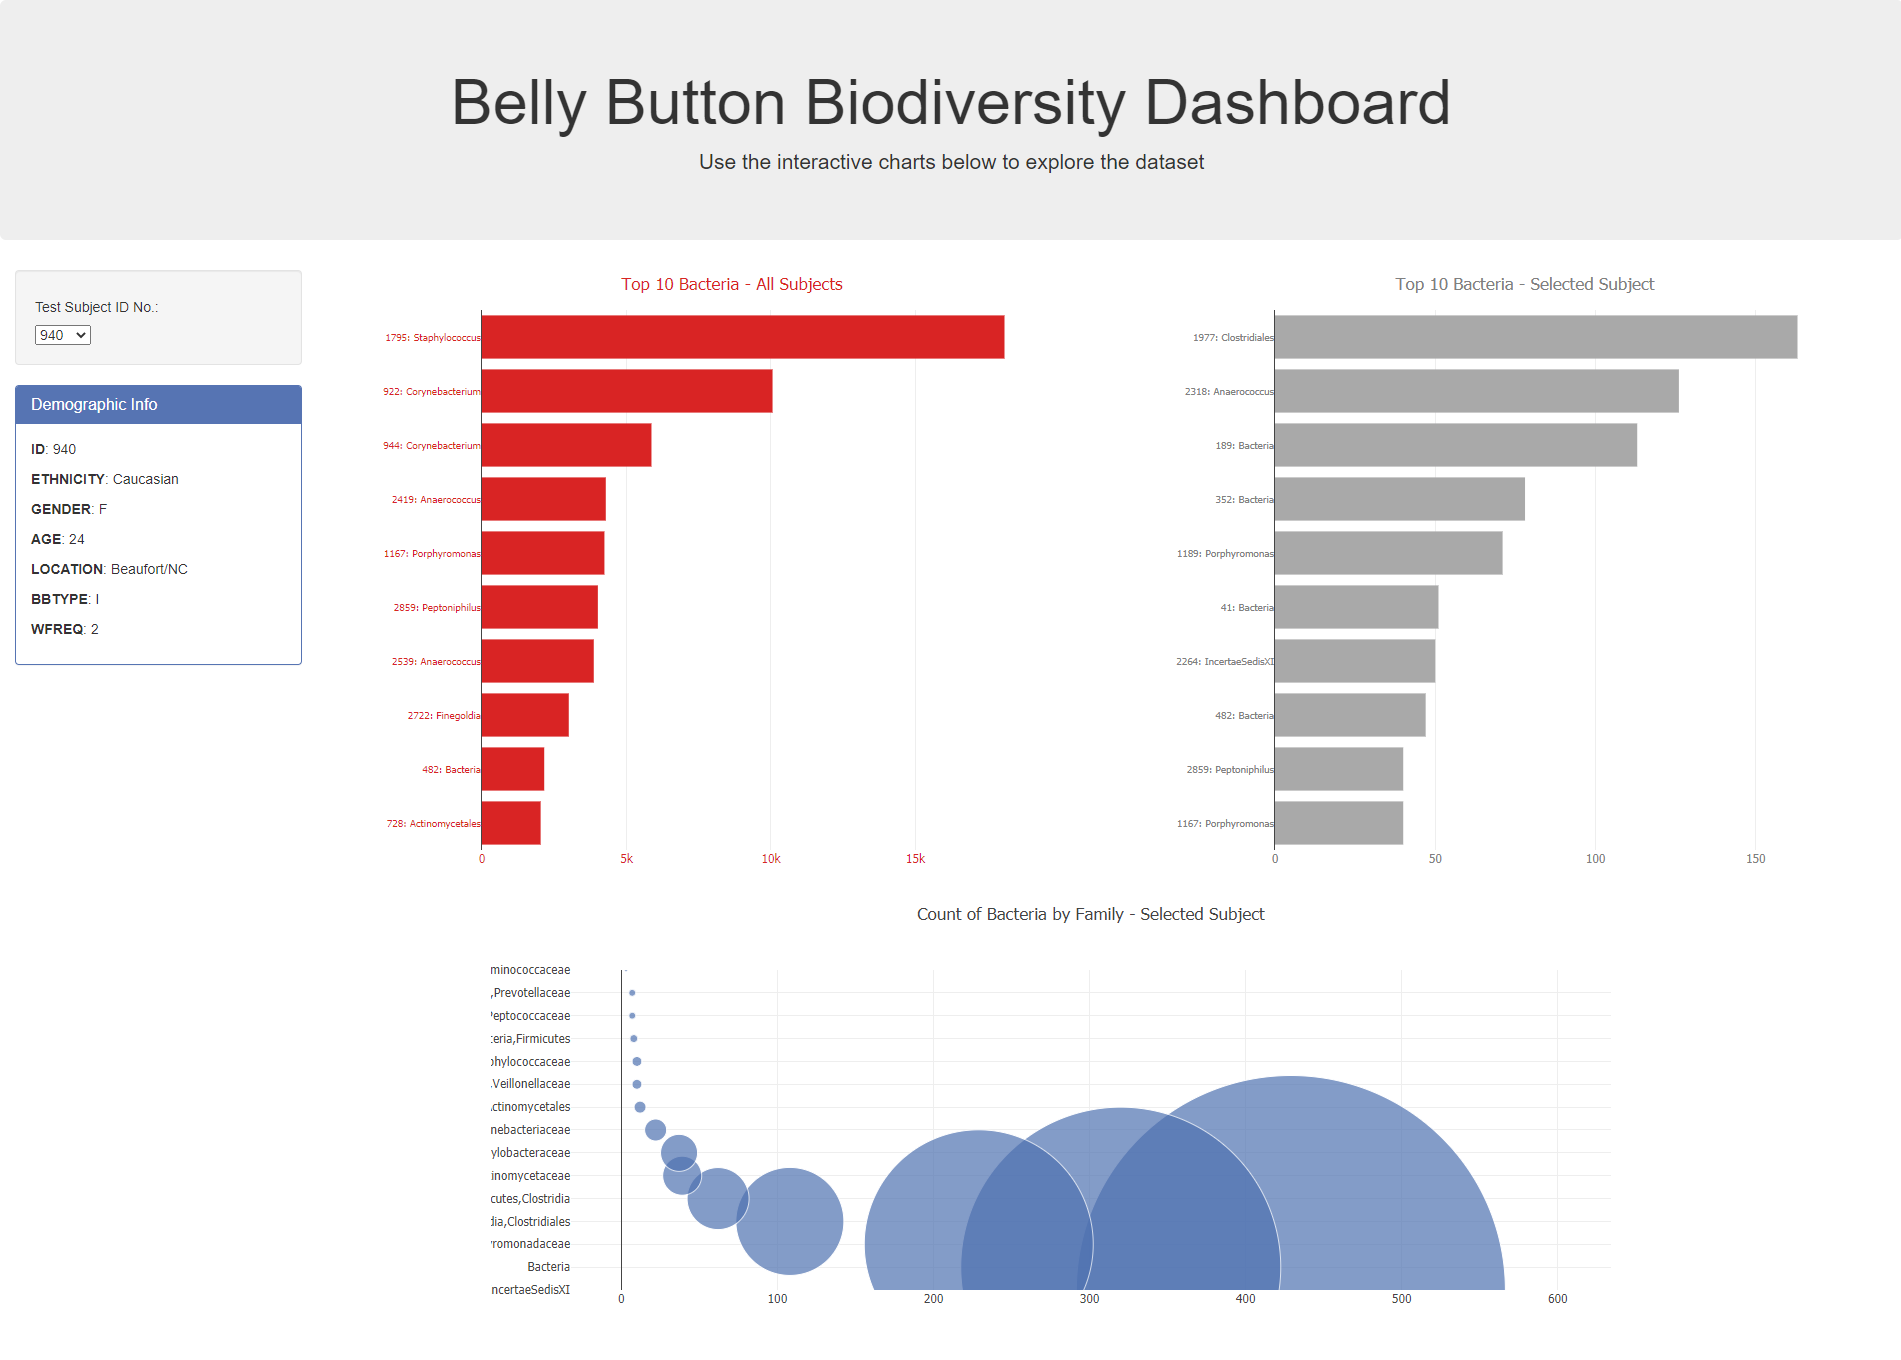 Belly Button Biodiversity Dashboard
Use the interactive charts below to explore the dataset
Test Subject ID No.:
940
Demographic Info
ID: 940
ETHNICITY: Caucasian
GENDER: F
AGE: 24
LOCATION: Beaufort/NC
BBTYPE: I
WFREQ: 2
Top 10 Bacteria - All Subjects
1795: Staphylococcus
922: Corynebacterium
944: Corynebacterium
2419: Anaerococcus
1167: Porphyromonas
2859: Peptoniphilus
2539: Anaerococcus
2722: Finegoldia
482: Bacteria
728: Actinomycetales
0 5k 10k 15k
Top 10 Bacteria - Selected Subject
1977: Clostridiales
2318: Anaerococcus
189: Bacteria
352: Bacteria
1189: Porphyromonas
41: Bacteria
2264: IncertaeSedisXI
482: Bacteria
2859: Peptoniphilus
1167: Porphyromonas
0 50 100 150
Count of Bacteria by Family - Selected Subject
minococcaceae
,Prevotellaceae
Peptococcaceae
teria,Firmicutes
phylococcaceae
,Veillonellaceae
Actinomycetales
nebacteriaceae
ylobacteraceae
inomycetaceae
cutes,Clostridia
dia,Clostridiales
yromonadaceae
Bacteria
ncertaeSedisXI
0 100 200 300 400 500 600